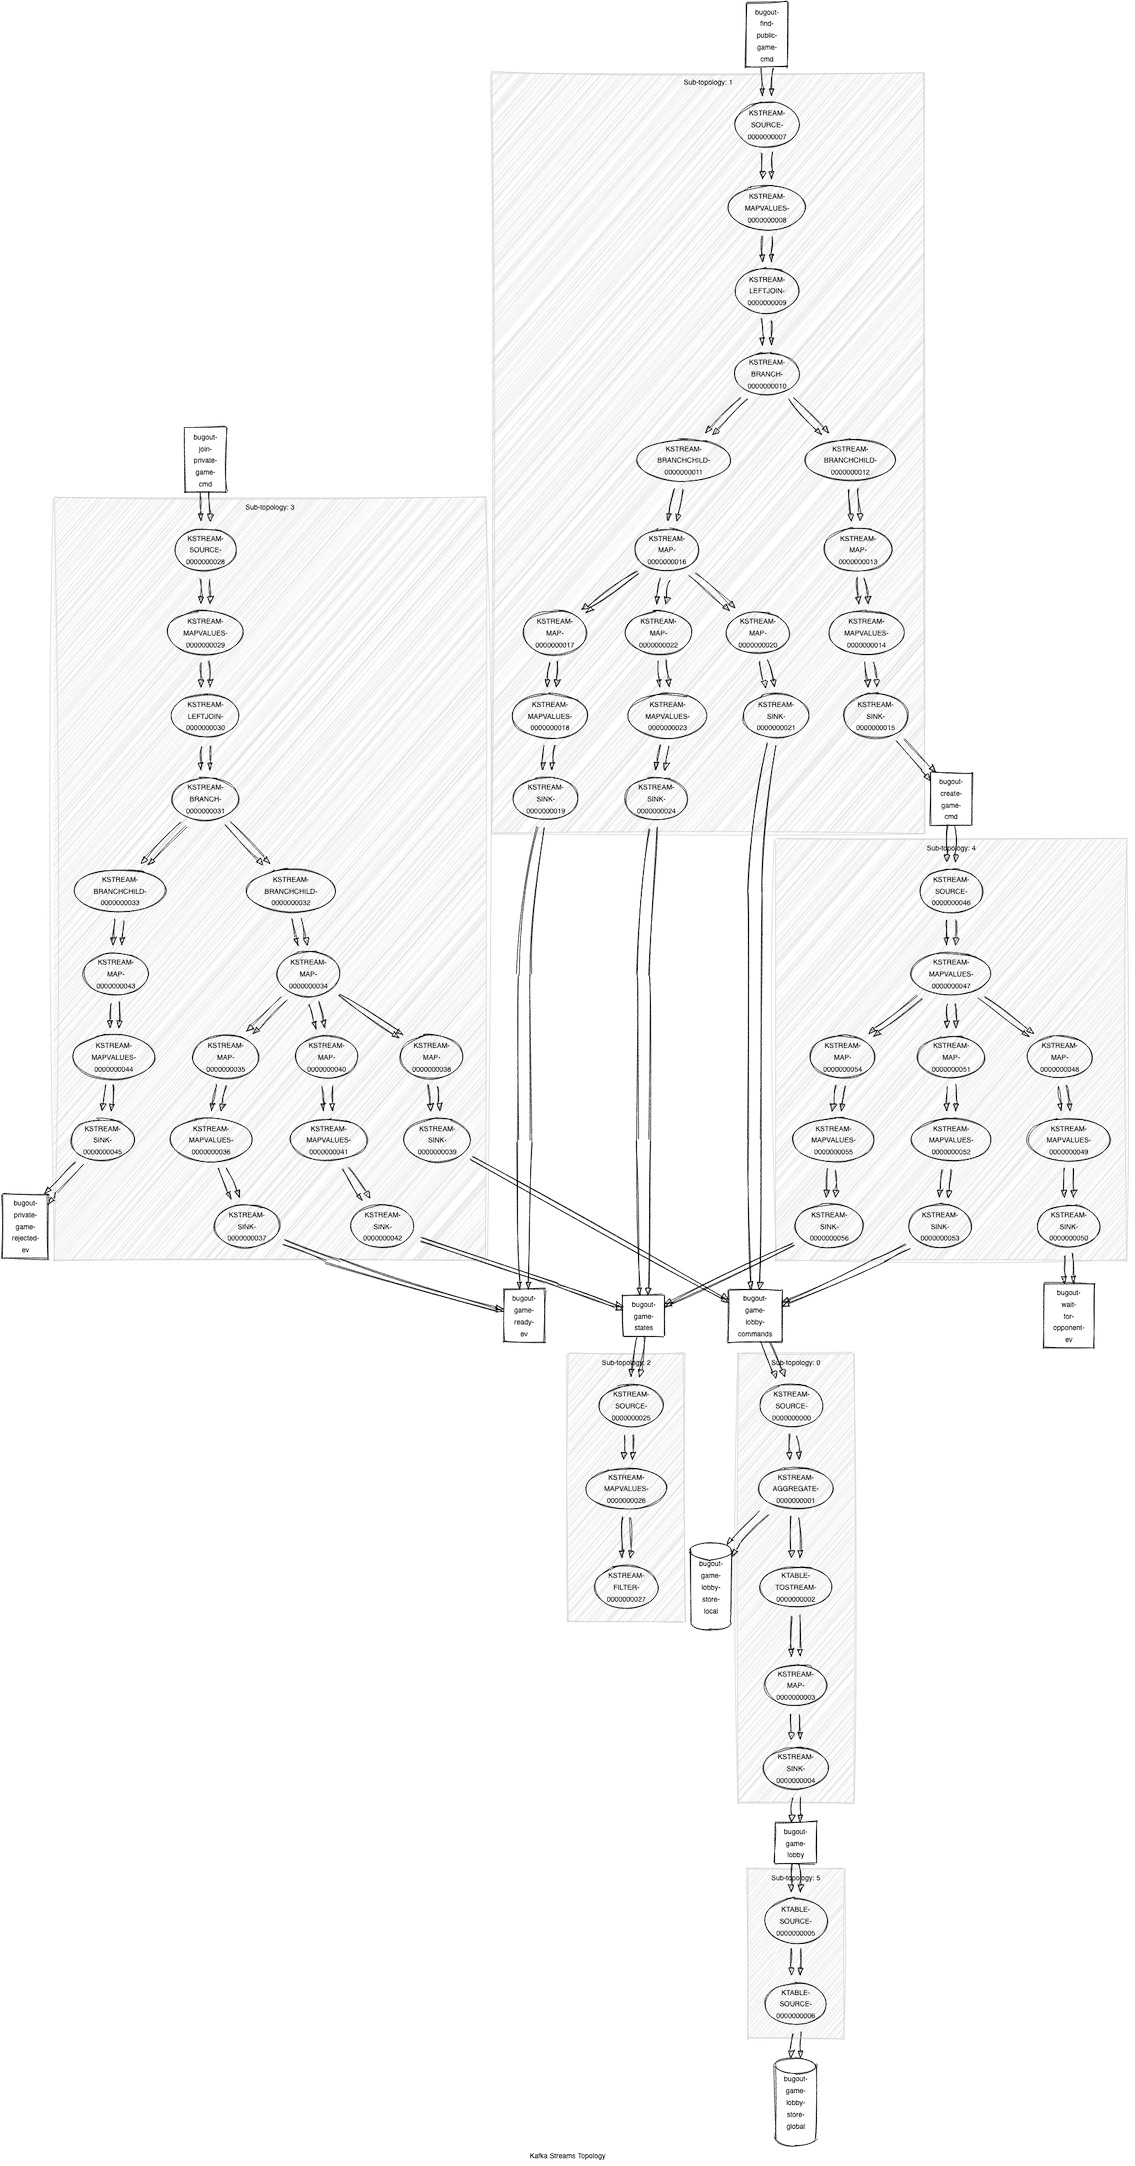 bugout-
find-
public-
game-
cmd
Sub-topology: 1
KSTREAM-
SOURCE-
0000000007
KSTREAM-
MAPVALUES-
0000000008
KSTREAM-
LEFTJOIN-
0000000009
KSTREAM-
BRANCH-
0000000010
KSTREAM-
BRANCHCHILD-
0000000011
KSTREAM-
BRANCHCHILD-
0000000012
KSTREAM-
MAP-
0000000016
KSTREAM-
MAP-
0000000013
KSTREAM-
MAP-
0000000017
KSTREAM-
MAP-
0000000022
KSTREAM-
MAP-
0000000020
KSTREAM-
MAPVALUES-
0000000014
KSTREAM-
MAPVALUES-
0000000018
KSTREAM-
MAPVALUES-
0000000023
KSTREAM-
SINK-
0000000021
KSTREAM-
SINK-
0000000015
KSTREAM-
SINK-
0000000019
KSTREAM-
SINK-
0000000024
bugout-
create-
game-
cmd
bugout-
join-
private-
game-
cmd
Sub-topology: 3
KSTREAM-
SOURCE-
0000000028
KSTREAM-
MAPVALUES-
0000000029
KSTREAM-
LEFTJOIN-
0000000030
KSTREAM-
BRANCH-
0000000031
KSTREAM-
BRANCHCHILD-
0000000033
KSTREAM-
BRANCHCHILD-
0000000032
KSTREAM-
MAP-
0000000043
KSTREAM-
MAP-
0000000034
KSTREAM-
MAPVALUES-
0000000044
KSTREAM-
MAP-
0000000035
KSTREAM-
MAP-
0000000040
KSTREAM-
MAP-
0000000038
KSTREAM-
SINK-
0000000045
KSTREAM-
MAPVALUES-
0000000036
KSTREAM-
MAPVALUES-
0000000041
KSTREAM-
SINK-
0000000039
bugout-
private-
game-
rejected-
ev
KSTREAM-
SINK-
0000000037
KSTREAM-
SINK-
0000000042
Sub-topology: 4
KSTREAM-
SOURCE-
0000000046
KSTREAM-
MAPVALUES-
0000000047
KSTREAM-
MAP-
0000000054
KSTREAM-
MAP-
0000000051
KSTREAM-
MAP-
0000000048
KSTREAM-
MAPVALUES-
0000000055
KSTREAM-
MAPVALUES-
0000000052
KSTREAM-
MAPVALUES-
0000000049
KSTREAM-
SINK-
0000000056
KSTREAM-
SINK-
0000000053
KSTREAM-
SINK-
0000000050
bugout-
game-
ready-
ev
bugout-
game-
states
bugout-
game-
lobby-
commands
bugout-
wait-
for-
opponent-
ev
Sub-topology: 2
KSTREAM-
SOURCE-
0000000025
KSTREAM-
MAPVALUES-
0000000026
KSTREAM-
FILTER-
0000000027
Sub-topology: 0
KSTREAM-
SOURCE-
0000000000
KSTREAM-
AGGREGATE-
0000000001
bugout-
game-
lobby-
store-
local
KTABLE-
TOSTREAM-
0000000002
KSTREAM-
MAP-
0000000003
KSTREAM-
SINK-
0000000004
bugout-
game-
lobby
Sub-topology: 5
KTABLE-
SOURCE-
0000000005
KTABLE-
SOURCE-
0000000006
bugout-
game-
lobby-
store-
global
Kafka Streams Topology